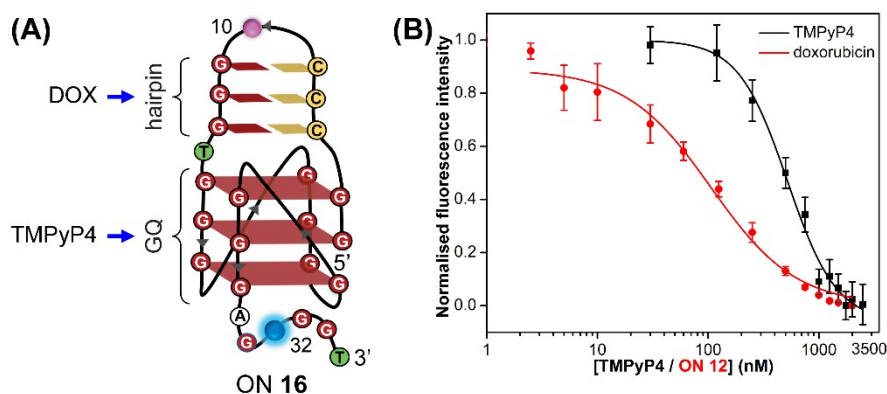 (A)
10
DOX
hairpin
G
G
G
C
C
C
T
TMPyP4
GQ
G
G
G
G
G
G
G
G
G
G
G
G
5'
A
G
32
G
G
T
3'
ON 16
(B)
TMPyP4
doxorubicin
Normalised fluorescence intensity
1.0
0.8
0.6
0.4
0.2
0.0
1
10
100
1000
3500
[TMPyP4 / ON 12] (nM)